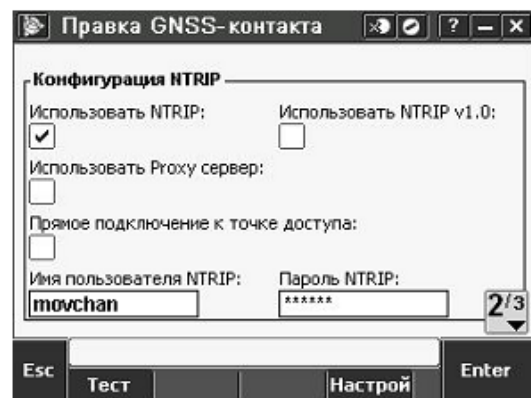 Правка GNSS-контакта ? – ×
Конфигурация NTRIP
Использовать NTRIP: Использовать NTRIP v1.0:
Использовать Proxy сервер:
Прямое подключение к точке доступа:
Имя пользователя NTRIP: Пароль NTRIP:
movchan ******
2/3
Esc Enter
Тест Настрой